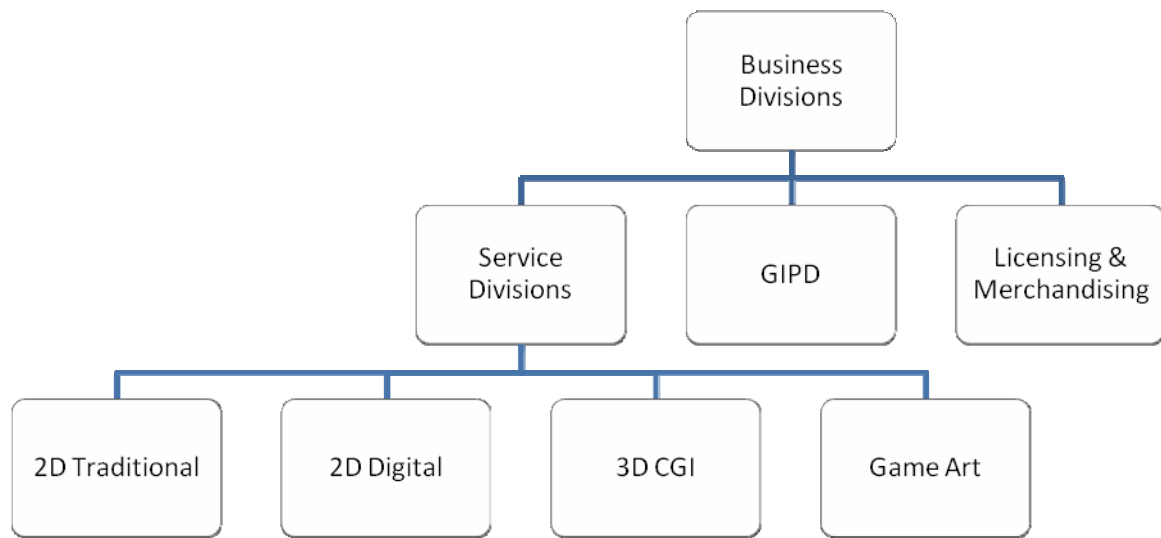 Business
Divisions
Service
Divisions
GIPD
Licensing &
Merchandising
2D Traditional
2D Digital
3D CGI
Game Art